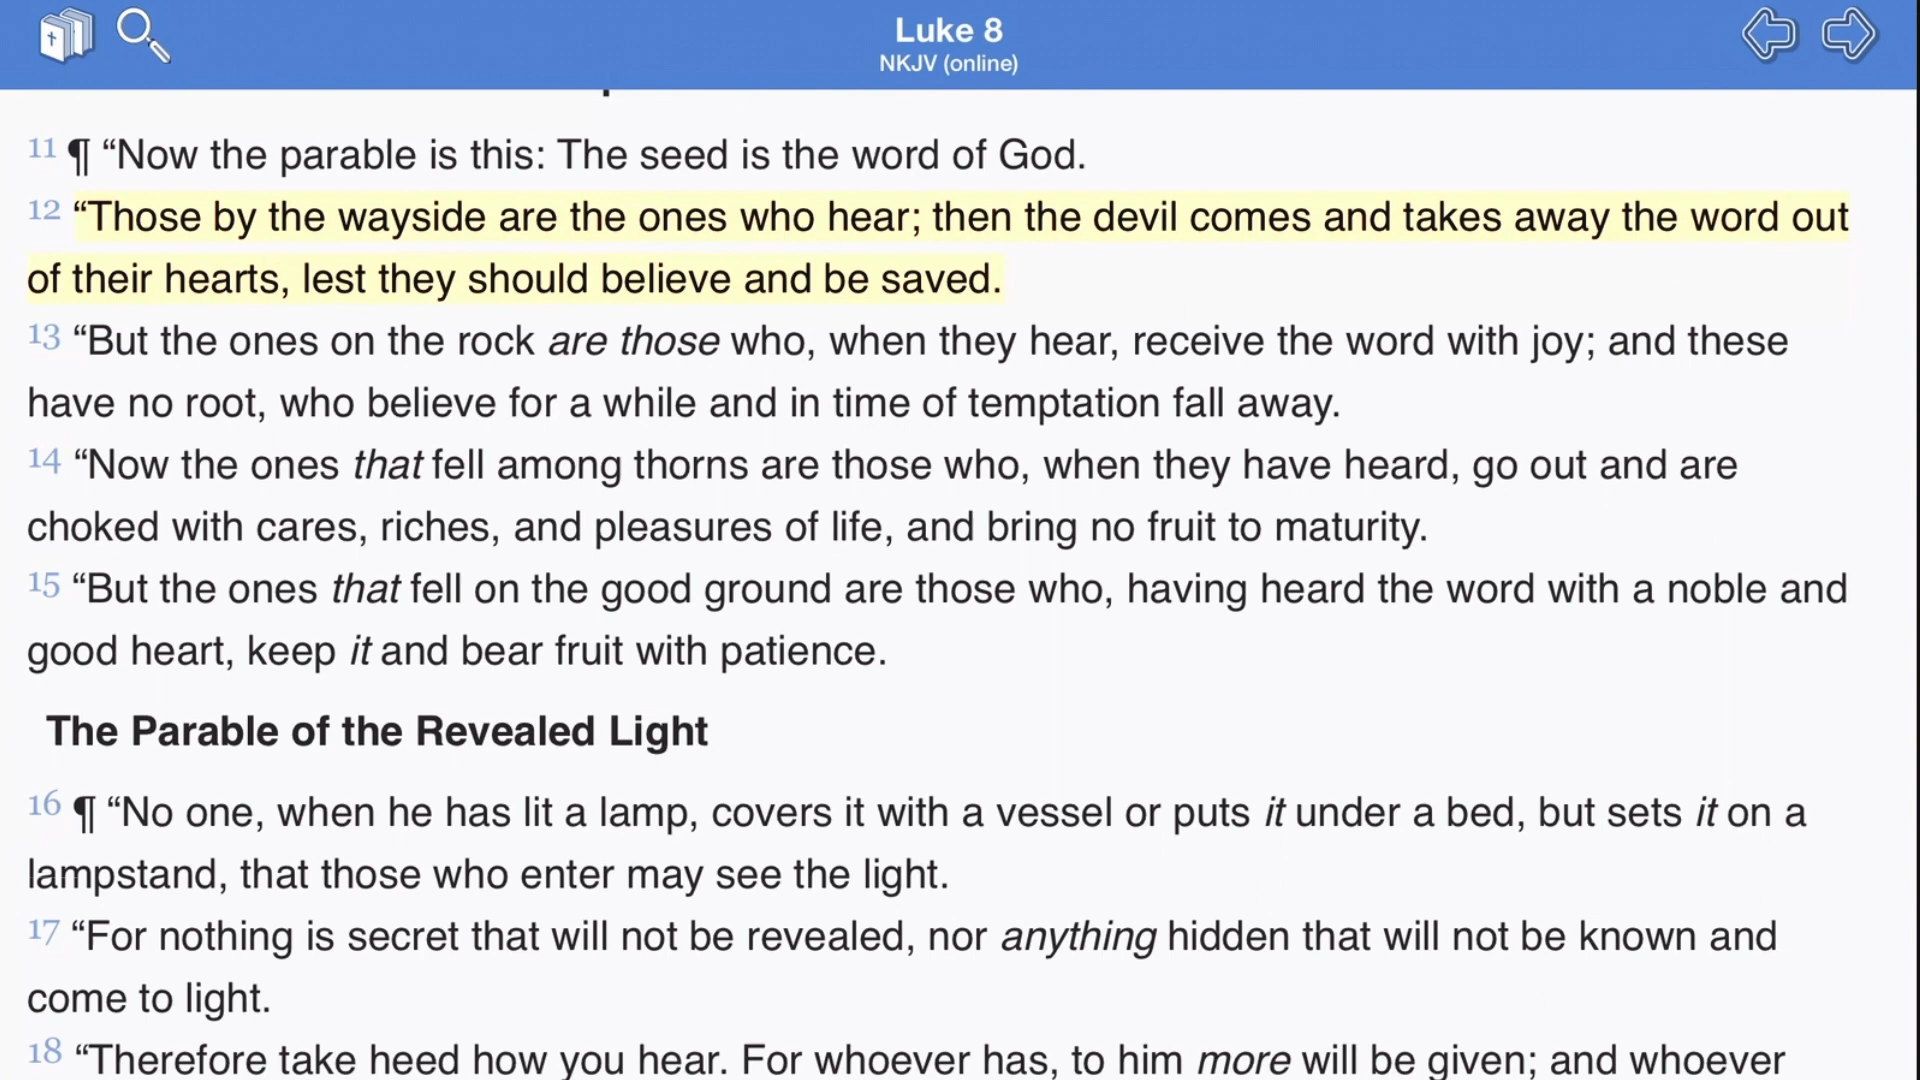 Luke 8
NKJV (online)
11 ¶ “Now the parable is this: The seed is the word of God.
12 “Those by the wayside are the ones who hear; then the devil comes and takes away the word out
of their hearts, lest they should believe and be saved.
13 “But the ones on the rock are those who, when they hear, receive the word with joy; and these
have no root, who believe for a while and in time of temptation fall away.
14 “Now the ones that fell among thorns are those who, when they have heard, go out and are
choked with cares, riches, and pleasures of life, and bring no fruit to maturity.
15 “But the ones that fell on the good ground are those who, having heard the word with a noble and
good heart, keep it and bear fruit with patience.
The Parable of the Revealed Light
16 ¶ “No one, when he has lit a lamp, covers it with a vessel or puts it under a bed, but sets it on a
lampstand, that those who enter may see the light.
17 “For nothing is secret that will not be revealed, nor anything hidden that will not be known and
come to light.
18 “Therefore take heed how you hear. For whoever has, to him more will be given; and whoever